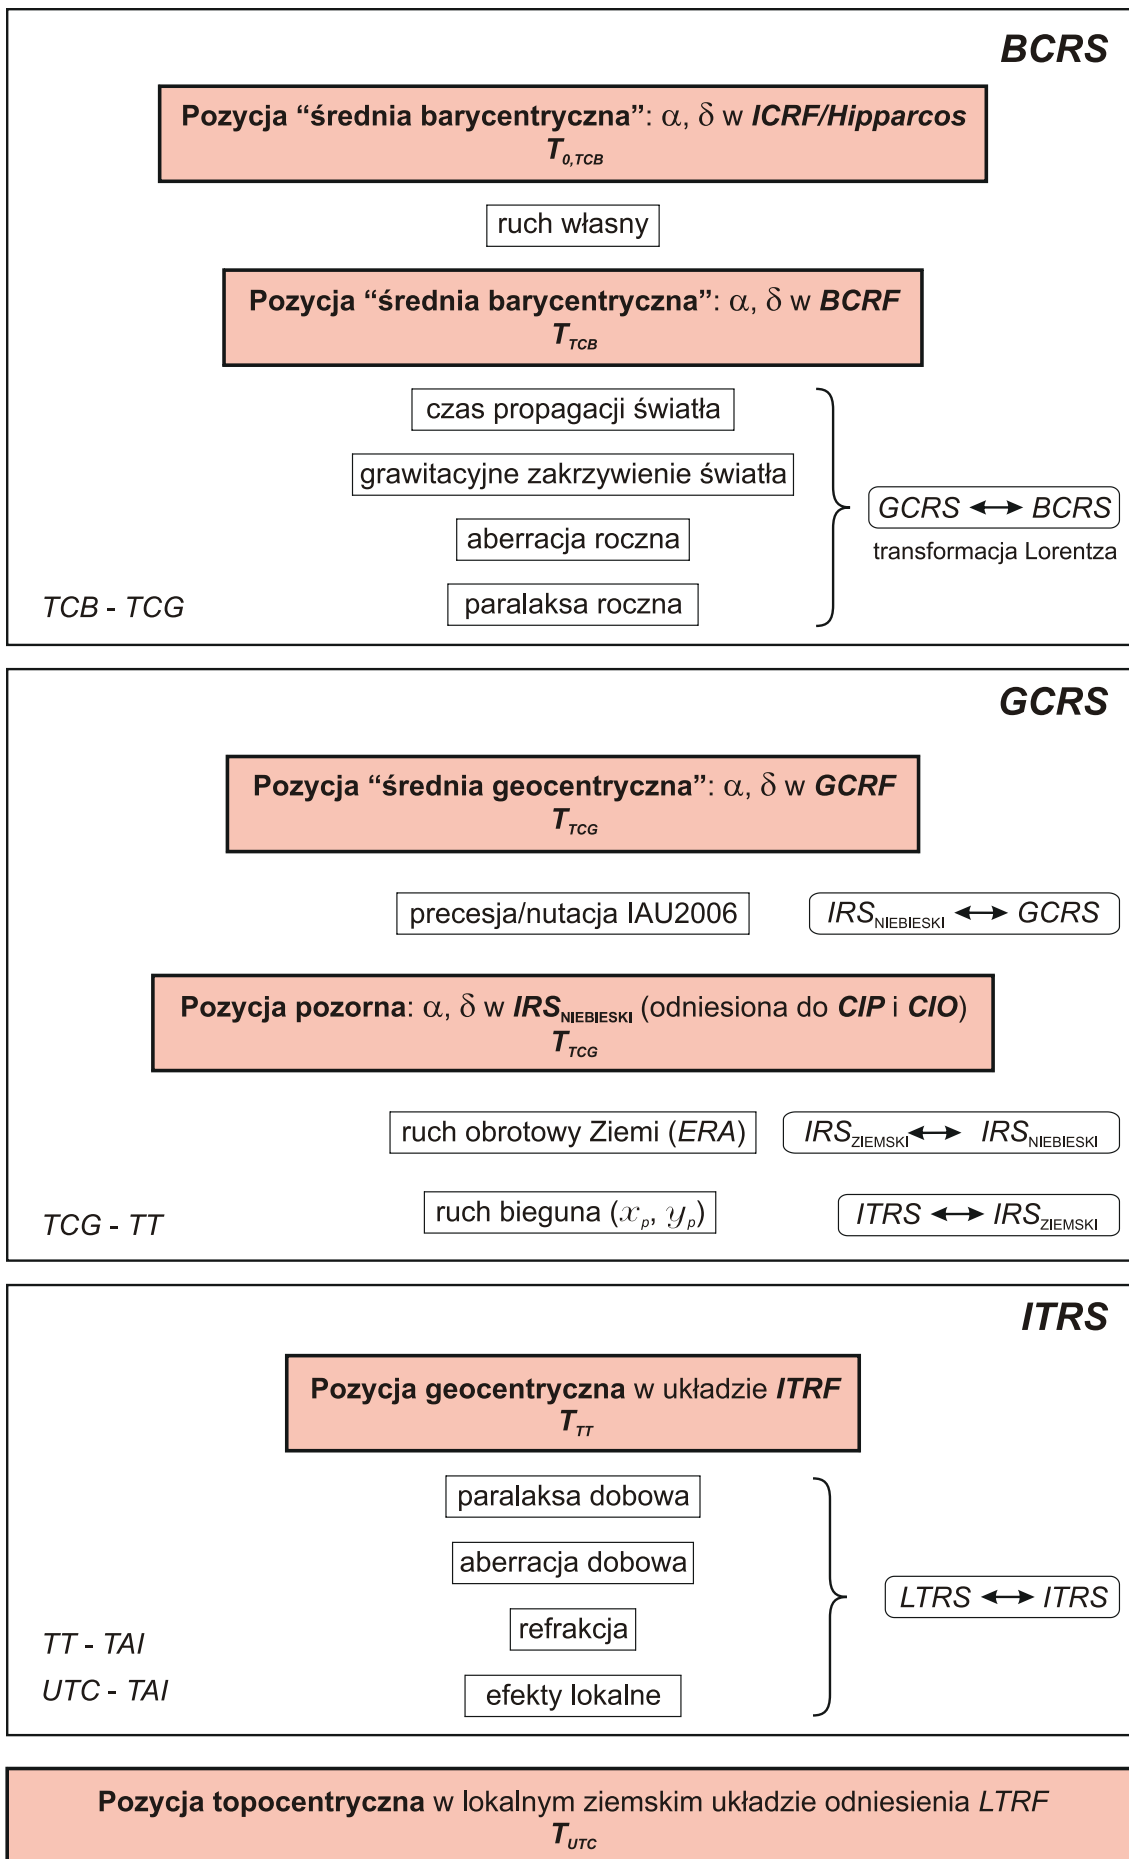 BCRS
Pozycja “średnia barycentryczna”: α, δ w ICRF/Hipparcos
T0,TCB
ruch własny
Pozycja “średnia barycentryczna”: α, δ w BCRF
TTCB
czas propagacji światła
grawitacyjne zakrzywienie światła
GCRS ↔ BCRS
aberracja roczna
transformacja Lorentza
paralaksa roczna
TCB - TCG
GCRS
Pozycja “średnia geocentryczna”: α, δ w GCRF
TTCG
precesja/nutacja IAU2006
IRSNIEBIESKI ↔ GCRS
Pozycja pozorna: α, δ w IRSNIEBIESKI (odniesiona do CIP i CIO)
TTCG
ruch obrotowy Ziemi (ERA)
IRSZIEMSKI ↔ IRSNIEBIESKI
ruch bieguna (xp, yp)
ITRS ↔ IRSZIEMSKI
TCG - TT
ITRS
Pozycja geocentryczna w układzie ITRF
TTT
paralaksa dobowa
aberracja dobowa
LTRS ↔ ITRS
refrakcja
TT - TAI
efekty lokalne
UTC - TAI
Pozycja topocentryczna w lokalnym ziemskim układzie odniesienia LTRF
TUTC